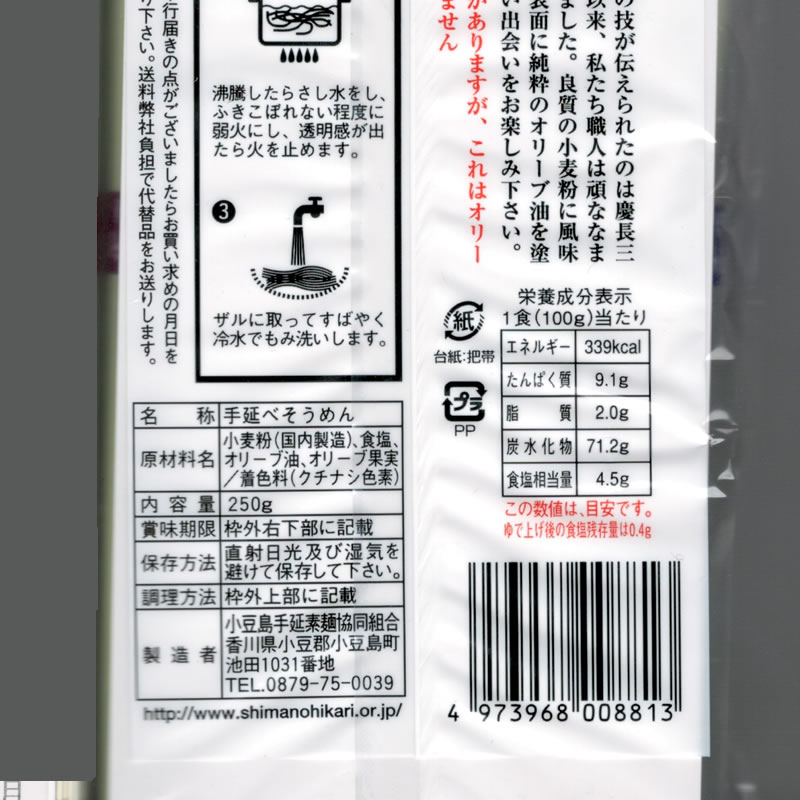 の技が伝えられたのは慶長三
以来、私たち職人は頑なな​ま
ました。良質の小麦粉に風味
表面に純粋のオリーブ油を塗
い出会いをお楽しみ下さい。
がありますが、これはオリー
ません
沸騰したらさし水をし、
ふきこぼれない程度に
弱火にし、透明感が出
たら火を止めます。
3
ザルに取ってすばやく
冷水でもみ洗いします。
行届きの点がございましたらお買い求めの月日を
り下さい。送料弊社負担で代替品をお送りします。
紙
台紙:把帯
プラ
PP
栄養成分表示
1食(100g)当たり
エネルギー 339kcal
たんぱく質 9.1g
脂質 2.0g
炭水化物 71.2g
食塩相当量 4.5g
この数値は、目安です。
ゆで上げ後の食塩残存量は0.4g
名称 手延べそうめん
原材料名 小麦粉(国内製造)、食塩、
オリーブ油、オリーブ果実
/着色料(クチナシ色素)
内容量 250g
賞味期限 枠外右下部に記載
保存方法 直射日光及び湿気を
避けて保存して下さい。
調理方法 枠外上部に記載
製造者 小豆島手延素麺協同組合
香川県小豆郡小豆島町
池田1031番地
TEL.0879-75-0039
http://www.shimanohikari.or.jp/
4 973968 008813
月